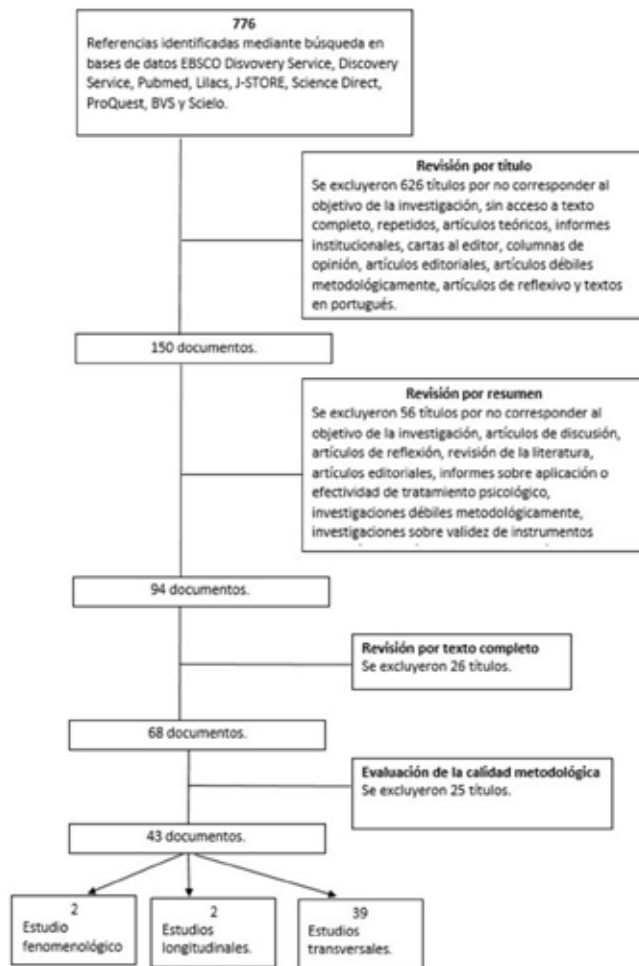 776
Referencias identificadas mediante búsqueda en
bases de datos EBSCO Disvovery Service, Discovery
Service, Pubmed, Lilacs, J-STORE, Science Direct,
ProQuest, BVS y Scielo.
Revisión por título
Se excluyeron 626 títulos por no corresponder al
objetivo de la investigación, sin acceso a texto
completo, repetidos, artículos teóricos, informes
institucionales, cartas al editor, columnas de
opinión, artículos editoriales, artículos débiles
metodológicamente, artículos de reflexivo y textos
en portugués.
150 documentos.
Revisión por resumen
Se excluyeron 56 títulos por no corresponder al
objetivo de la investigación, artículos de discusión,
artículos de reflexión, revisión de la literatura,
artículos editoriales, informes sobre aplicación o
efectividad de tratamiento psicológico,
investigaciones débiles metodológicamente,
investigaciones sobre validez de instrumentos
94 documentos.
Revisión por texto completo
Se excluyeron 26 títulos.
68 documentos.
Evaluación de la calidad metodológica
Se excluyeron 25 títulos.
43 documentos.
2
Estudio
fenomenológico
2
Estudios
longitudinales.
39
Estudios
transversales.